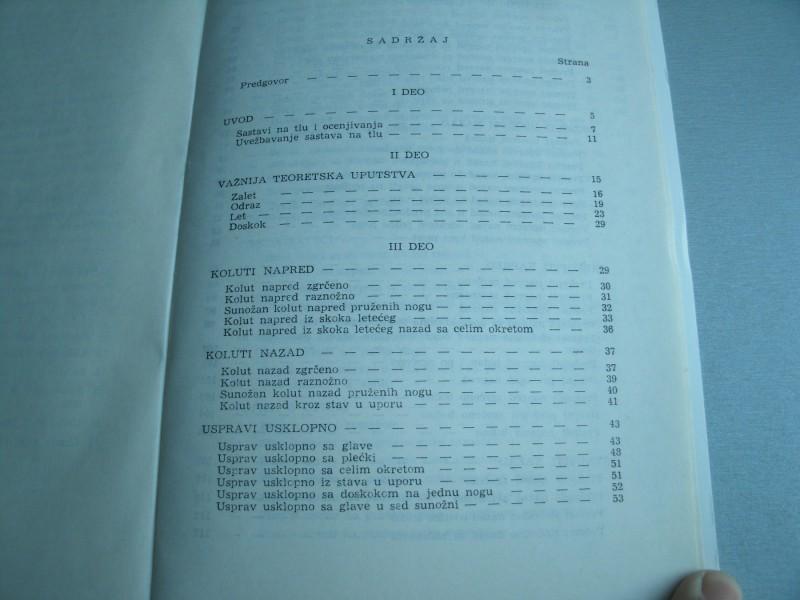 SADRŽAJ
Strana
Predgovor — — — — — — — — — — — — 3
I DEO
UVOD — — — — — — — — — — — — — 5
Sastavi na tlu i ocenjivanja — — — — — — — — 7
Uvežbavanje sastava na tlu — — — — — — — — 11
II DEO
VAŽNIJA TEORETSKA UPUTSTVA — — — — — — — 15
Zalet — — — — — — — — — — — — 16
Odraz — — — — — — — — — — — — 19
Let — — — — — — — — — — — — — 23
Doskok — — — — — — — — — — — — 29
III DEO
KOLUTI NAPRED — — — — — — — — — — — 29
Kolut napred zgrčeno — — — — — — — — — — 30
Kolut napred raznožno — — — — — — — — — — 31
Sunožan kolut napred pruženih nogu — — — — — — 32
Kolut napred iz skoka letećeg — — — — — — — — 33
Kolut napred iz skoka letećeg nazad sa celim okretom — — — 36
KOLUTI NAZAD — — — — — — — — — — — — 37
Kolut nazad zgrčeno — — — — — — — — — — 37
Kolut nazad raznožno — — — — — — — — — — 39
Sunožan kolut nazad pruženih nogu — — — — — — — 40
Kolut nazad kroz stav u uporu — — — — — — — — 41
USPRAVI USKLOPNO — — — — — — — — — — — 43
Usprav usklopno sa glave — — — — — — — — — 43
Usprav usklopno sa plećki — — — — — — — — — 48
Usprav usklopno sa celim okretom — — — — — — — 51
Usprav usklopno iz stava u uporu — — — — — — — 51
Usprav usklopno sa doskokom na jednu nogu — — — — — 52
Usprav usklopno sa glave u sed sunožni — — — — — — 53